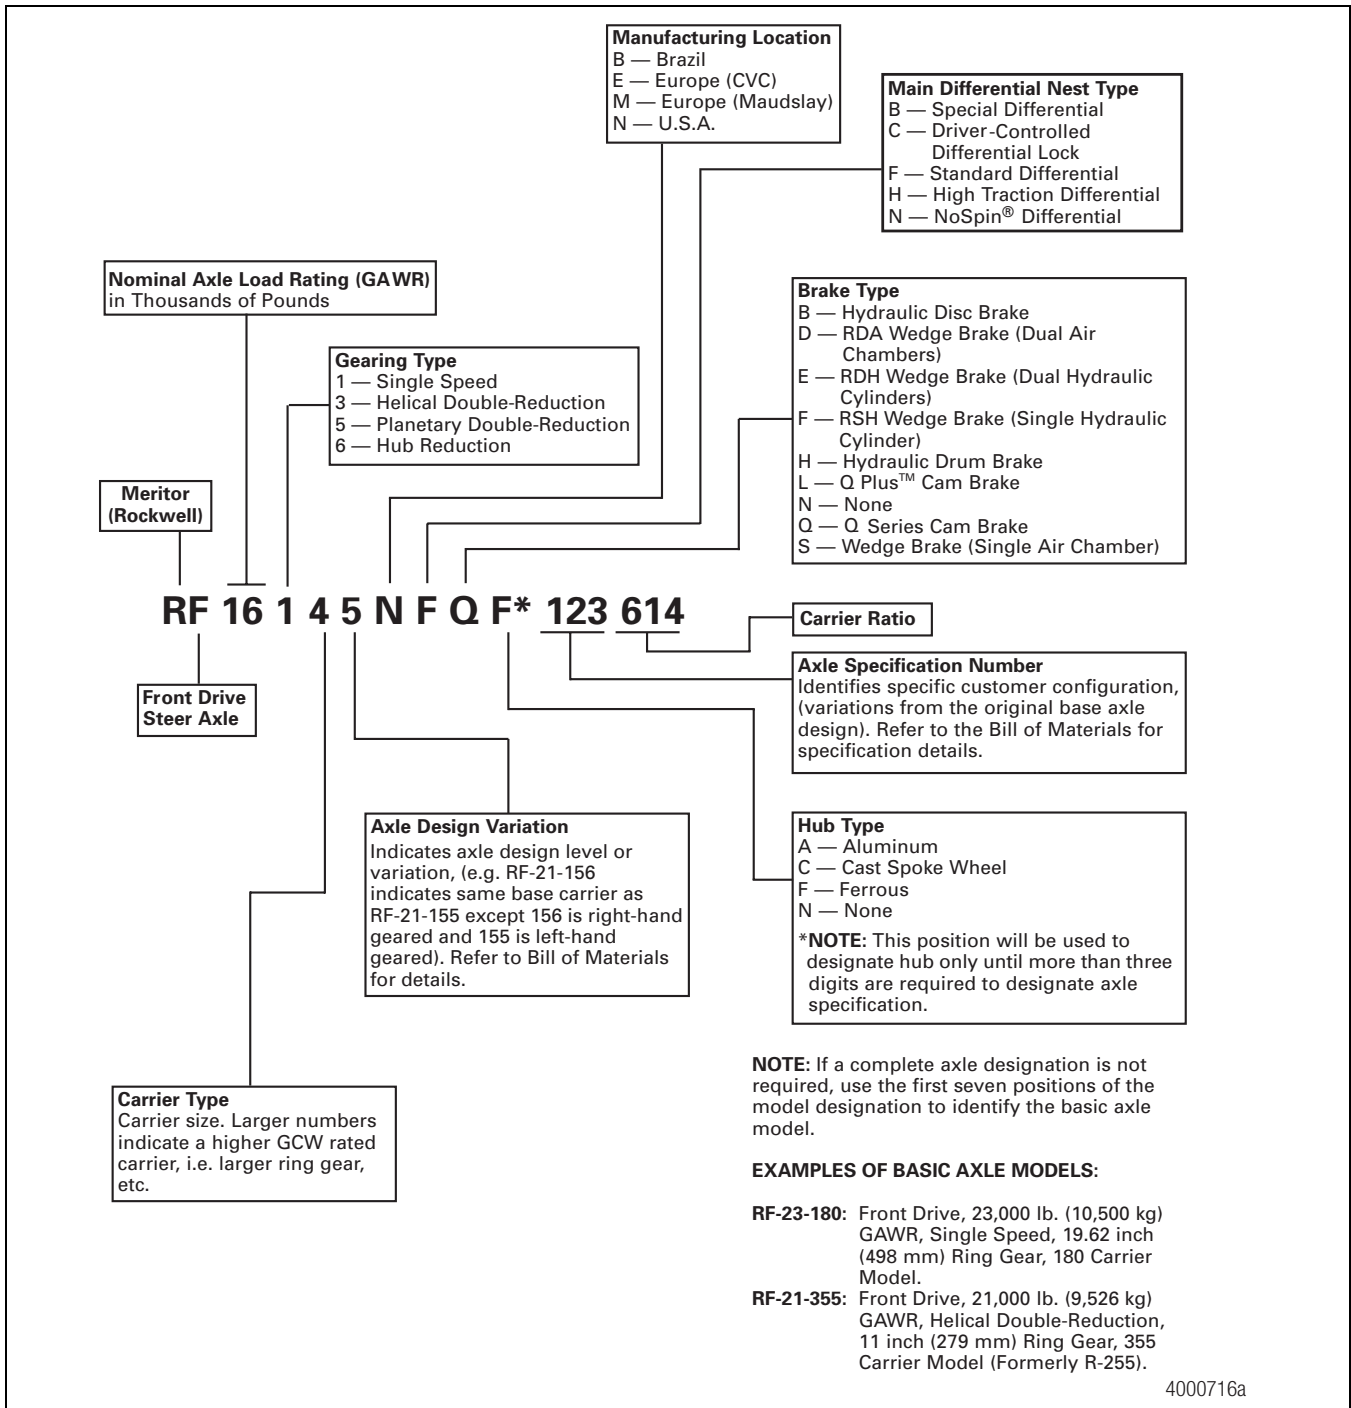 Manufacturing Location
B — Brazil
E — Europe (CVC)
M — Europe (Maudslay)
N — U.S.A.
Main Differential Nest Type
B — Special Differential
C — Driver-Controlled
Differential Lock
F — Standard Differential
H — High Traction Differential
N — NoSpin® Differential
Nominal Axle Load Rating (GAWR)
in Thousands of Pounds
Gearing Type
1 — Single Speed
3 — Helical Double-Reduction
5 — Planetary Double-Reduction
6 — Hub Reduction
Brake Type
B — Hydraulic Disc Brake
D — RDA Wedge Brake (Dual Air
Chambers)
E — RDH Wedge Brake (Dual Hydraulic
Cylinders)
F — RSH Wedge Brake (Single Hydraulic
Cylinder)
H — Hydraulic Drum Brake
L — Q Plus™ Cam Brake
N — None
Q — Q Series Cam Brake
S — Wedge Brake (Single Air Chamber)
Meritor
(Rockwell)
RF 16 1 4 5 N F Q F* 123 614
Front Drive
Steer Axle
Carrier Ratio
Axle Specification Number
Identifies specific customer configuration,
(variations from the original base axle
design). Refer to the Bill of Materials for
specification details.
Axle Design Variation
Indicates axle design level or
variation, (e.g. RF-21-156
indicates same base carrier as
RF-21-155 except 156 is right-hand
geared and 155 is left-hand
geared). Refer to Bill of Materials
for details.
Hub Type
A — Aluminum
C — Cast Spoke Wheel
F — Ferrous
N — None
*NOTE: This position will be used to
designate hub only until more than three
digits are required to designate axle
specification.
Carrier Type
Carrier size. Larger numbers
indicate a higher GCW rated
carrier, i.e. larger ring gear,
etc.
NOTE: If a complete axle designation is not
required, use the first seven positions of the
model designation to identify the basic axle
model.
EXAMPLES OF BASIC AXLE MODELS:
RF-23-180: Front Drive, 23,000 lb. (10,500 kg)
GAWR, Single Speed, 19.62 inch
(498 mm) Ring Gear, 180 Carrier
Model.
RF-21-355: Front Drive, 21,000 lb. (9,526 kg)
GAWR, Helical Double-Reduction,
11 inch (279 mm) Ring Gear, 355
Carrier Model (Formerly R-255).
4000716a